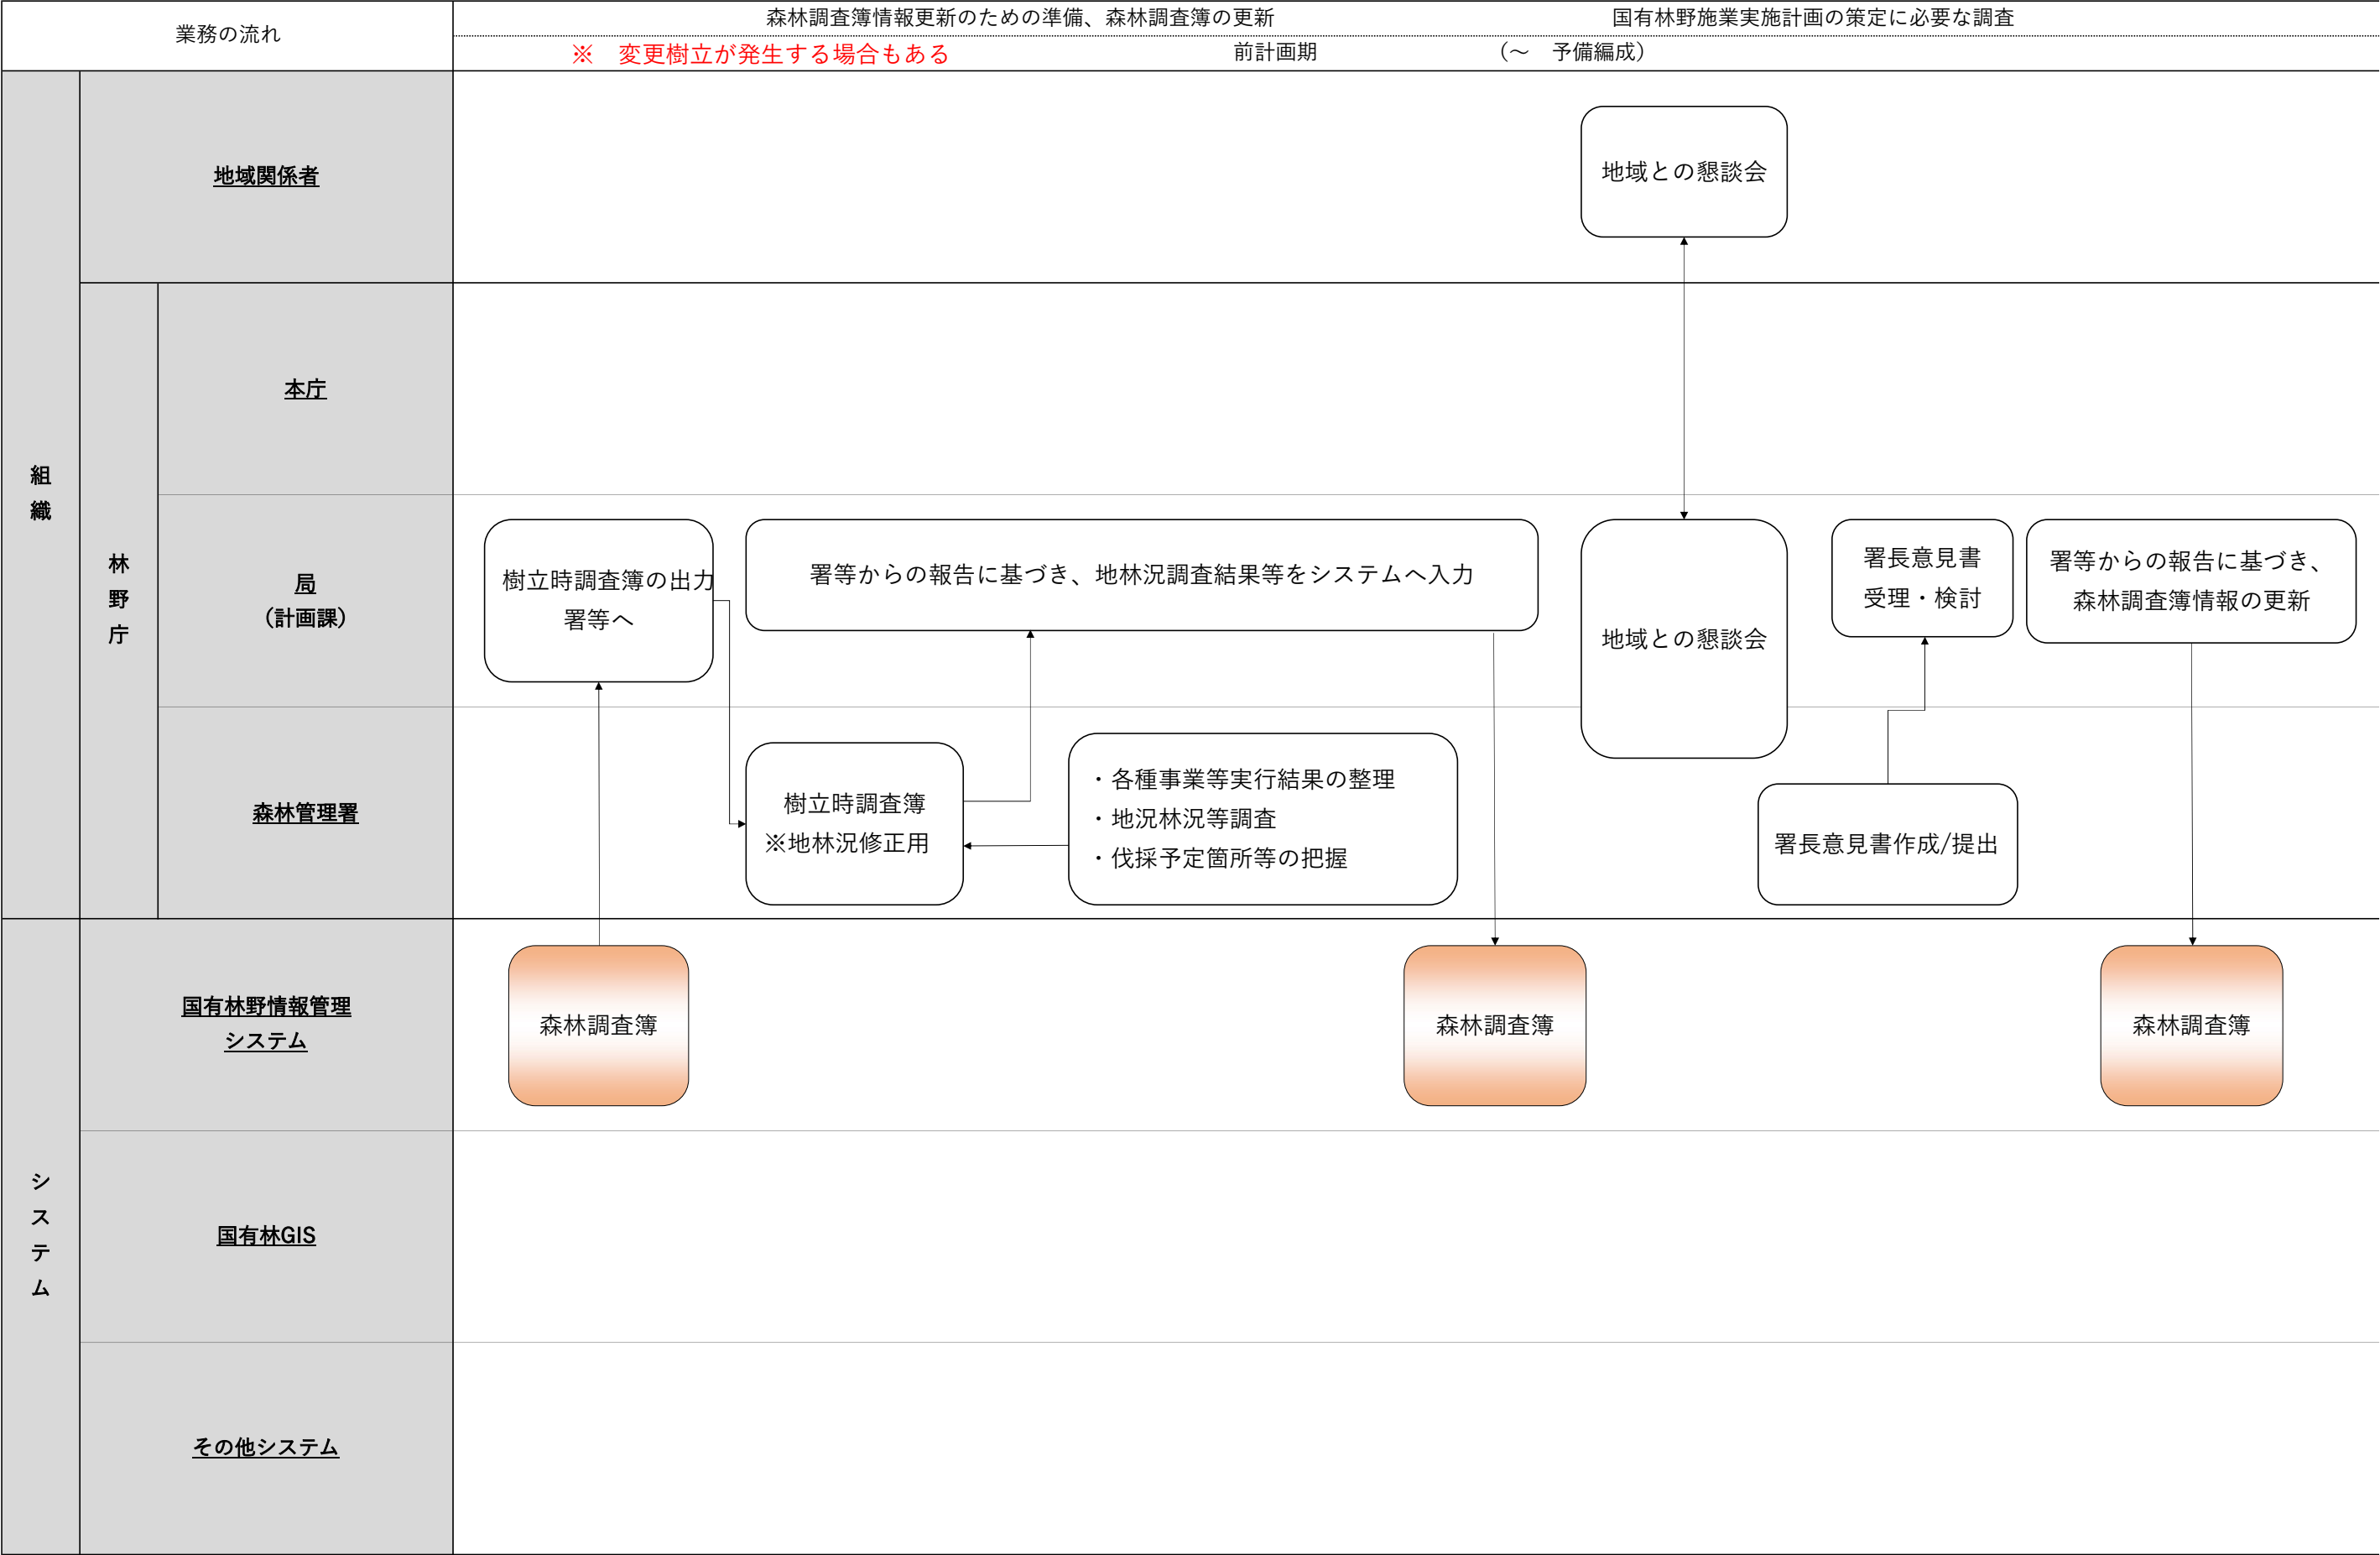 業務の流れ
森林調査簿情報更新のための準備、森林調査簿の更新
国有林野施業実施計画の策定に必要な調査
※　変更樹立が発生する場合もある
前計画期
（～　予備編成）
組織
林野庁
地域関係者
地域との懇談会
本庁
局
（計画課）
樹立時調査簿の出力
署等へ
署等からの報告に基づき、地林況調査結果等をシステムへ入力
地域との懇談会
署長意見書
受理・検討
署等からの報告に基づき、
森林調査簿情報の更新
森林管理署
樹立時調査簿
※地林況修正用
・各種事業等実行結果の整理
・地況林況等調査
・伐採予定箇所等の把握
署長意見書作成/提出
システム
国有林野情報管理
システム
森林調査簿
森林調査簿
森林調査簿
国有林GIS
その他システム